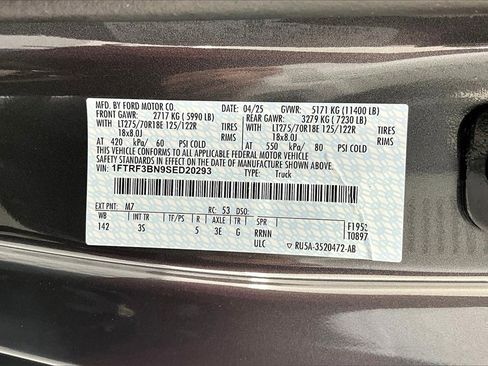 MFD. BY FORD MOTOR CO.
DATE: 04/25 GVWR: 5171 KG (11400 LB)
FRONT GAWR: 2717 KG (5990 LB) REAR GAWR: 3279 KG (7230 LB)
WITH WITH
LT275/70R18E 125/122R TIRES LT275/70R18E 125/122R TIRES
18x8.0J RIMS 18x8.0J RIMS
AT 420 kPa/ 60 PSI COLD AT 550 kPa/ 80 PSI COLD
THIS VEHICLE CONFORMS TO ALL APPLICABLE FEDERAL MOTOR VEHICLE
SAFETY STANDARDS IN EFFECT ON THE DATE OF MANUFACTURE SHOWN ABOVE.
VIN: 1FTRF3BN9SED20293
TYPE: Truck
EXT PNT: M7 RC: 53 DSO:
WB INT TR TP/PS R AXLE TR SPR
142 3S 5 3E G RRNN
ULC RU5A-3520472-AB
F195
T0897